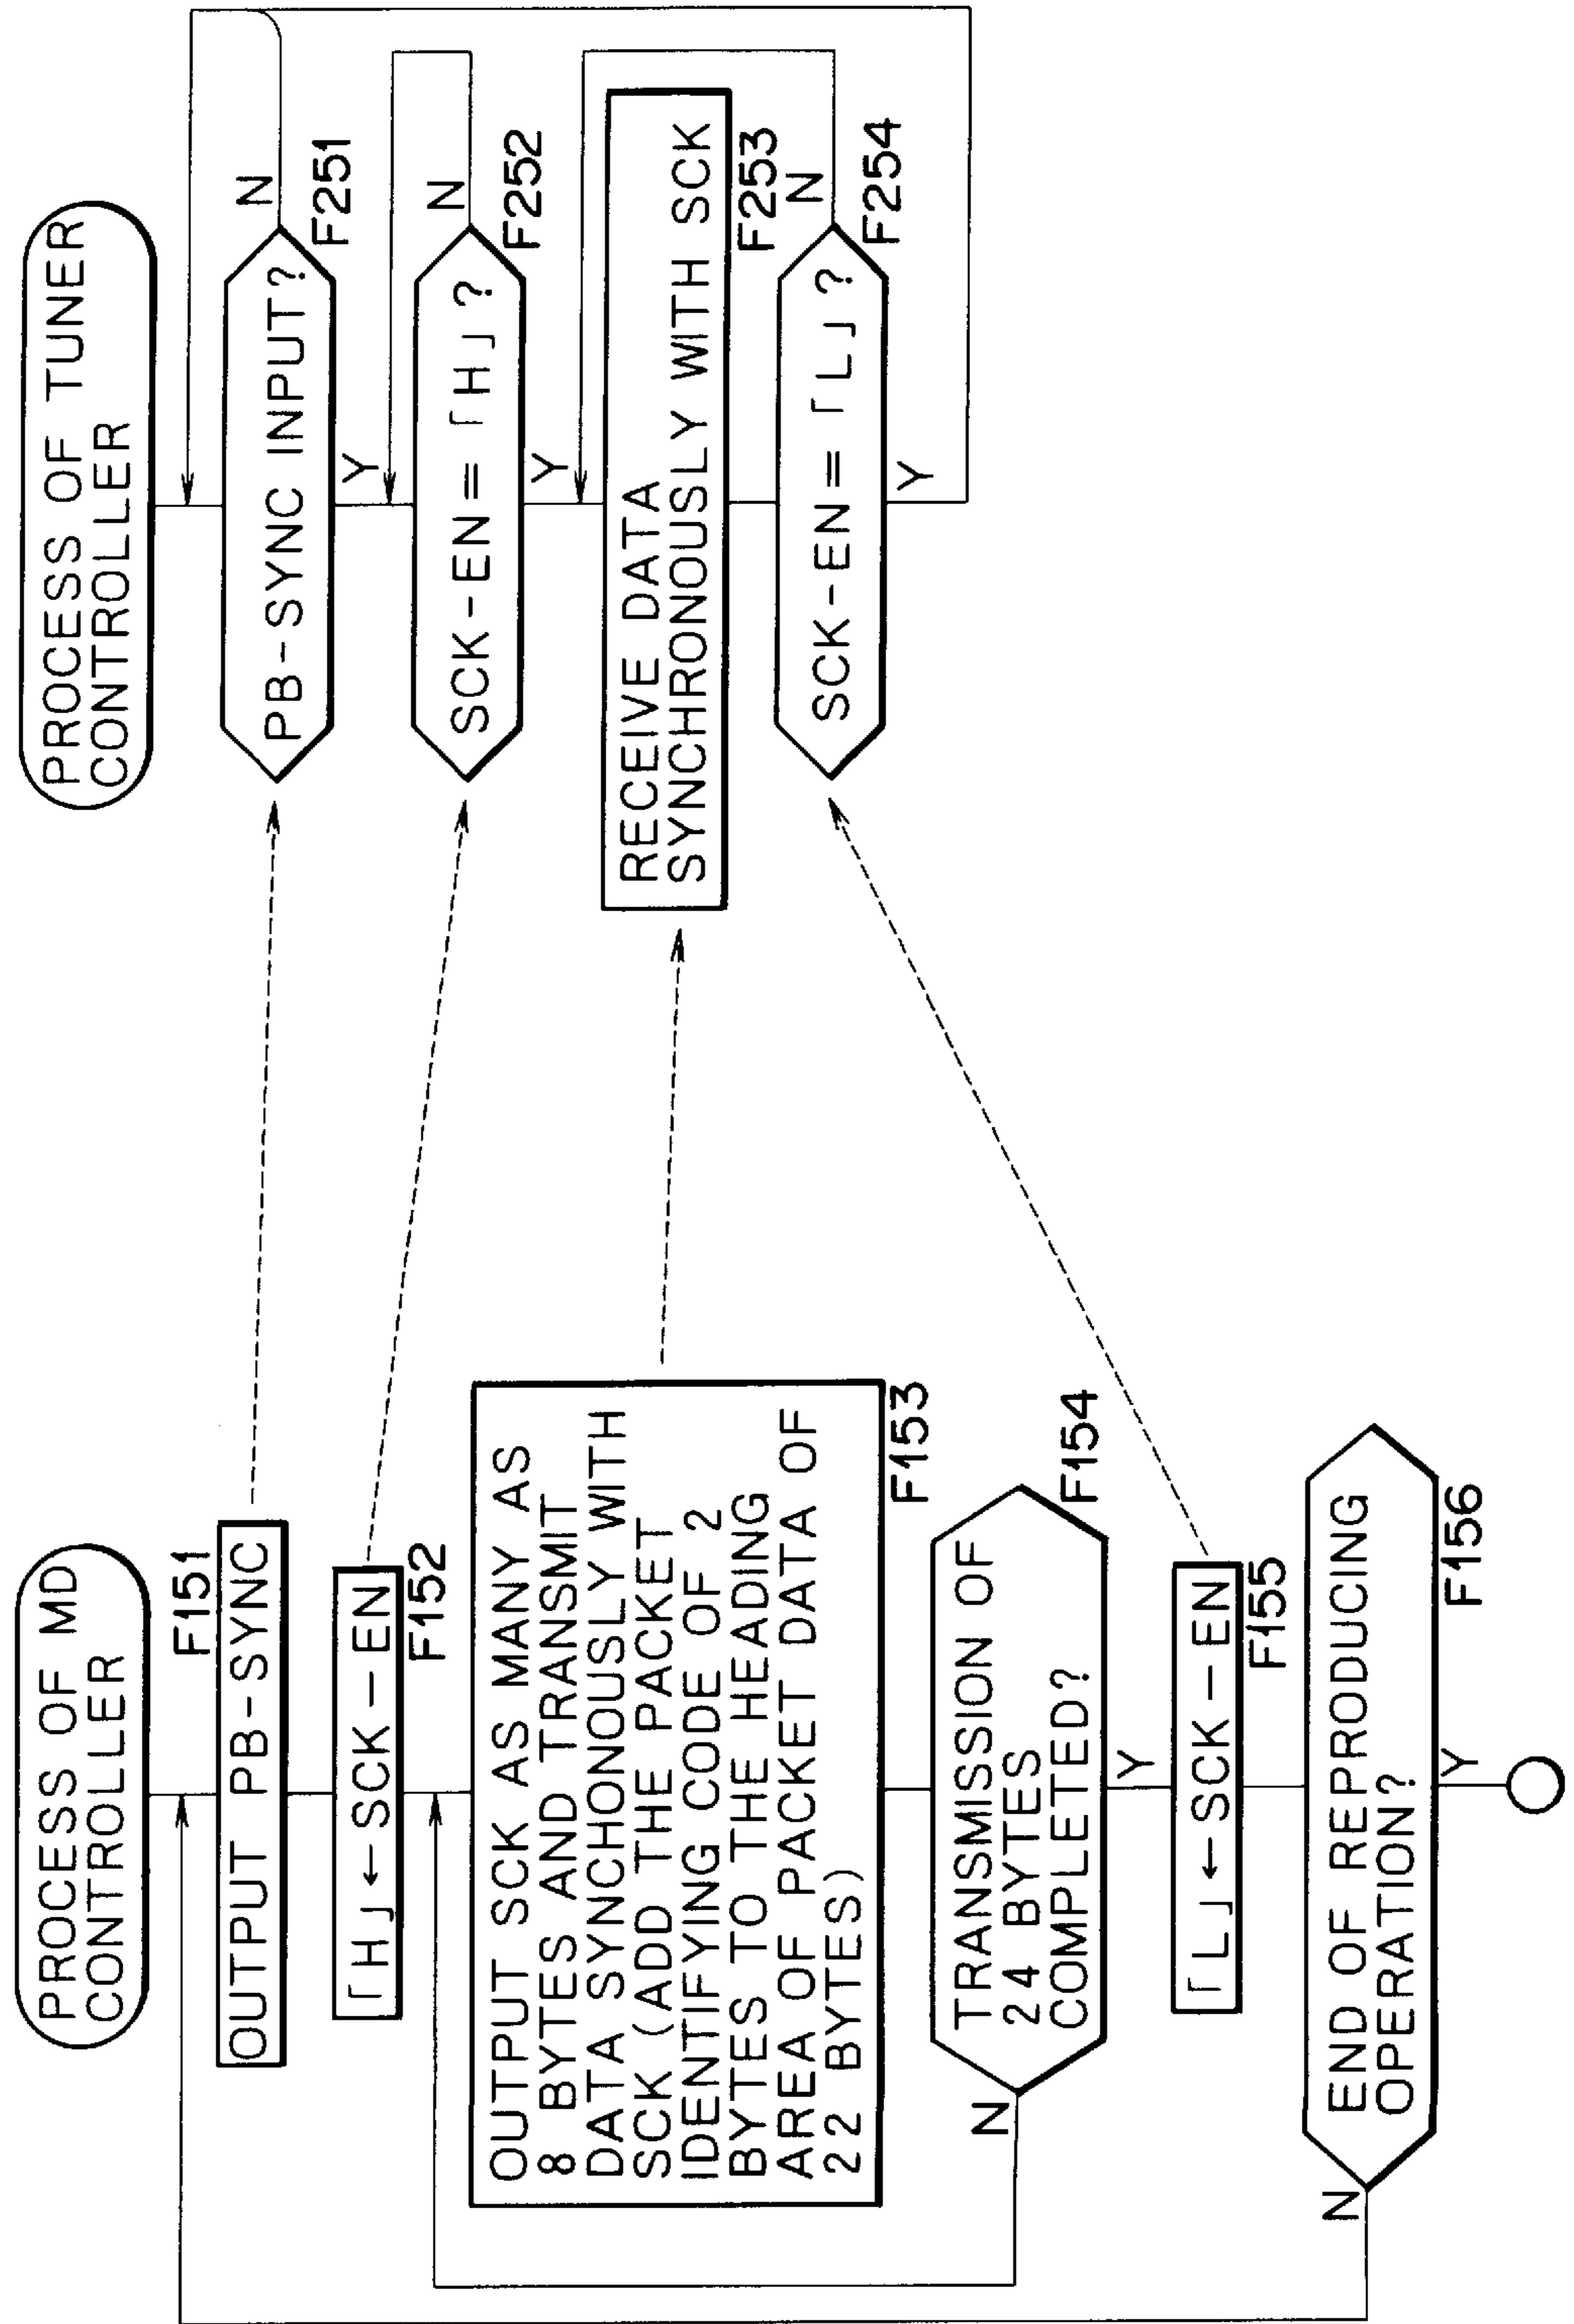 PROCESS OF MD
CONTROLLER
F151
OUTPUT PB-SYNC
「H」←SCK-EN
F152
OUTPUT SCK AS MANY AS
8 BYTES AND TRANSMIT
DATA SYNCHONOUSLY WITH
SCK (ADD THE PACKET
IDENTIFYING CODE OF 2
BYTES TO THE HEADING
AREA OF PACKET DATA OF
22 BYTES)
F153
TRANSMISSION OF
24 BYTES
COMPLETED?
F154
N
Y
「L」←SCK-EN
F155
END OF REPRODUCING
OPERATION?
F156
N
Y
PROCESS OF TUNER
CONTROLLER
PB-SYNC INPUT?
N
F251
Y
SCK-EN=「H」?
N
F252
Y
RECEIVE DATA
SYNCHRONOUSLY WITH SCK
F253
SCK-EN=「L」?
N
F254
Y